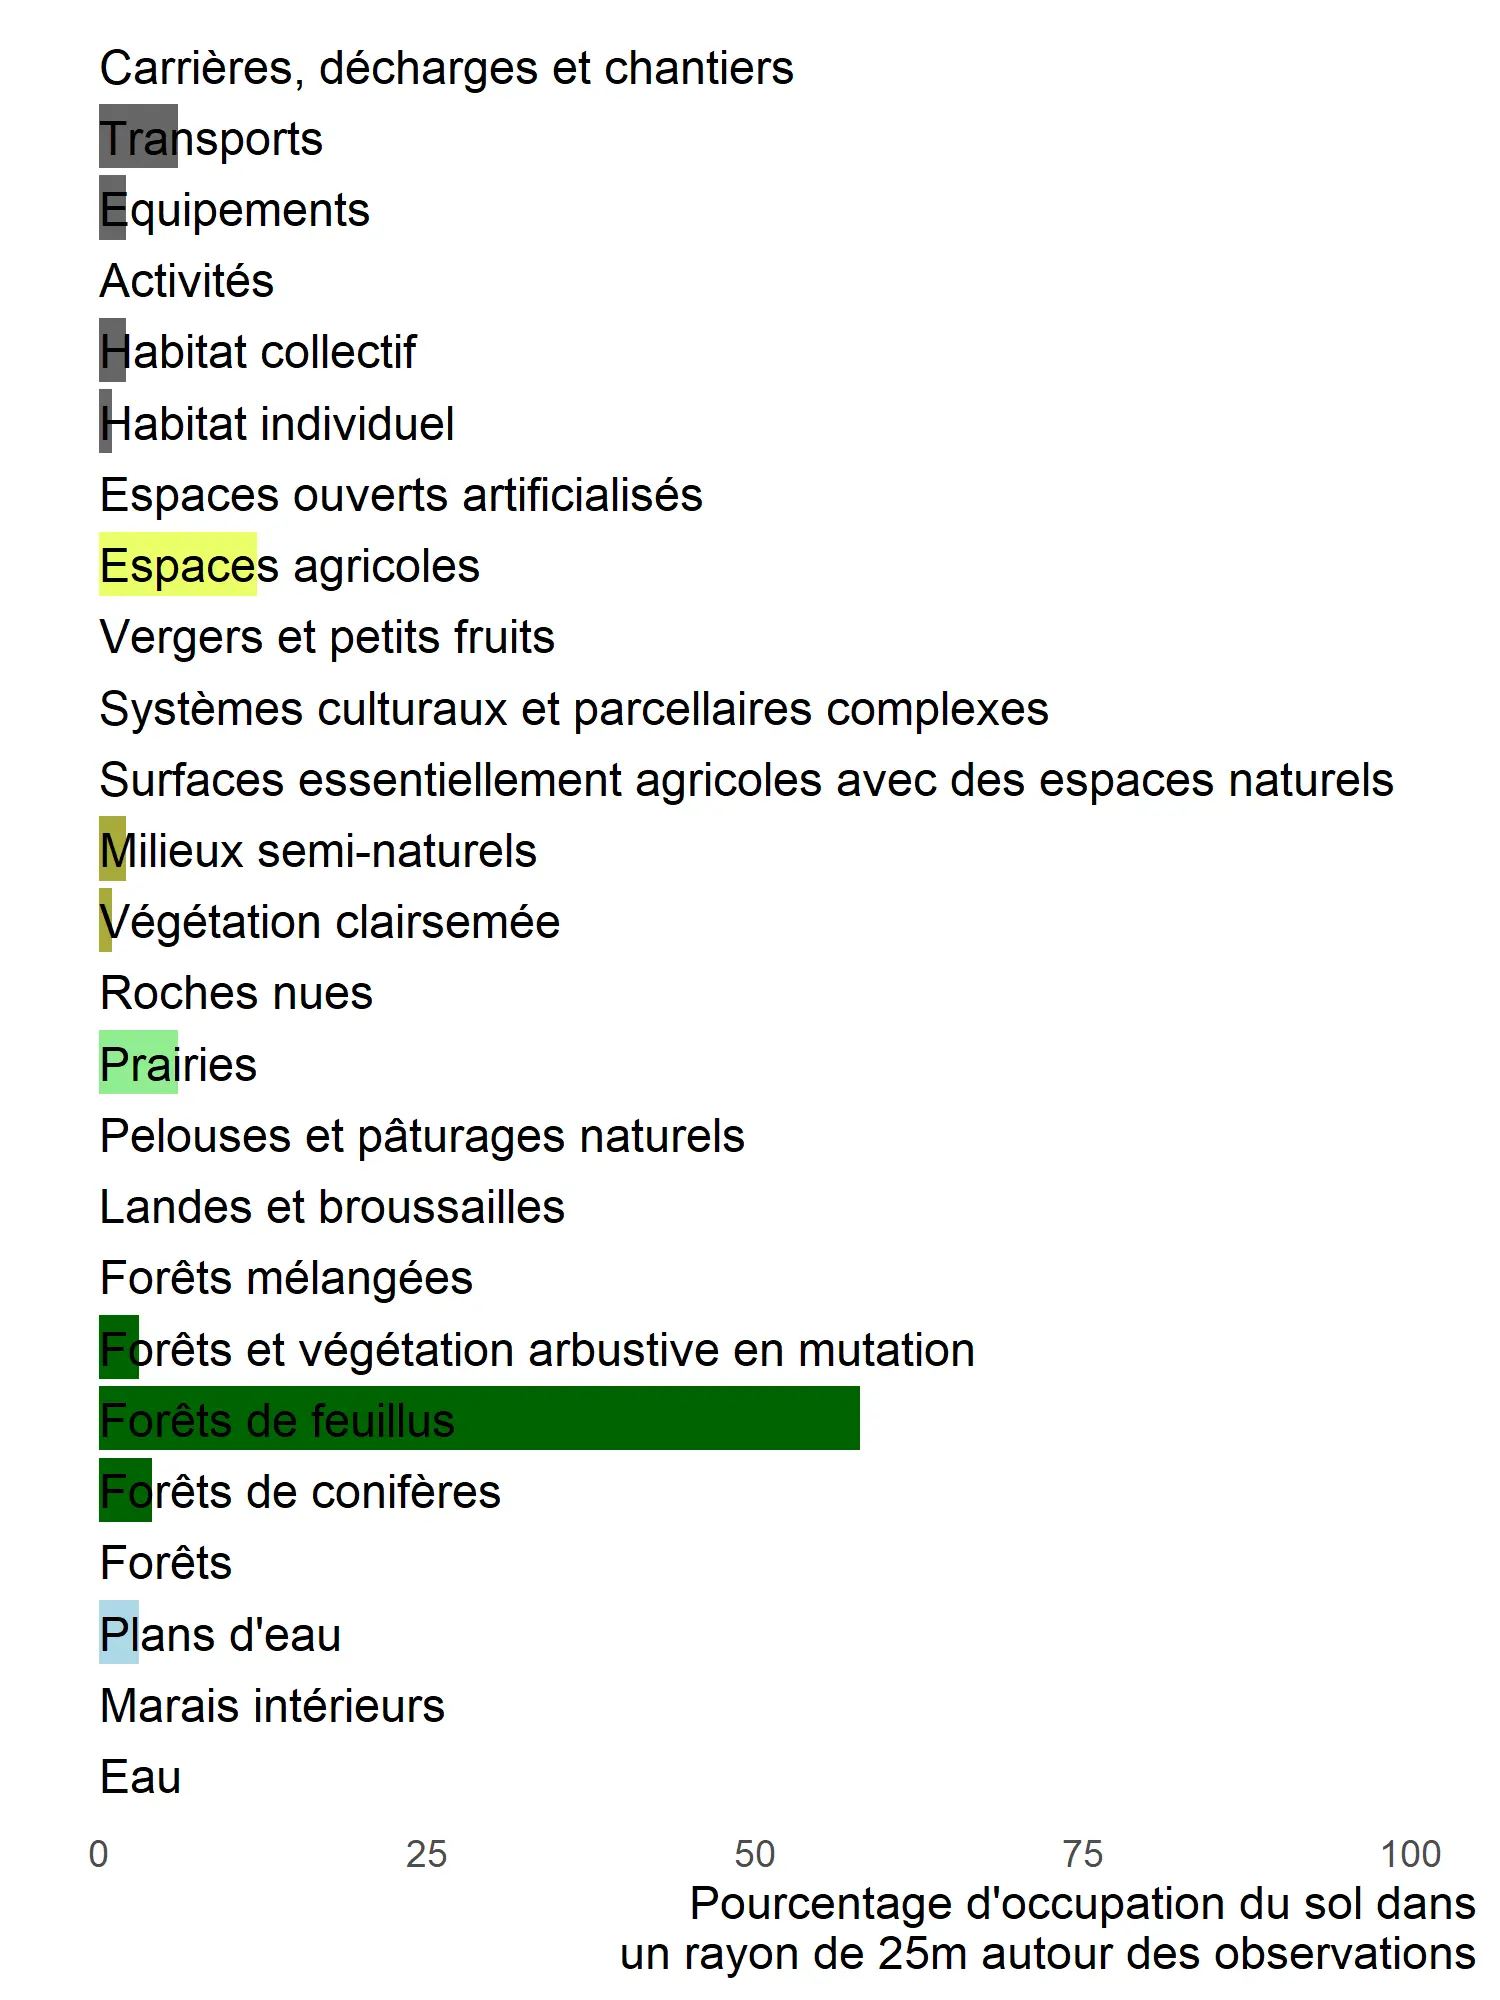 Carrières, décharges et chantiers
Transports
Equipements
Activités
Habitat collectif
Habitat individuel
Espaces ouverts artificialisés
Espaces agricoles
Vergers et petits fruits
Systèmes culturaux et parcellaires complexes
Surfaces essentiellement agricoles avec des espaces naturels
Milieux semi-naturels
Végétation clairsemée
Roches nues
Prairies
Pelouses et pâturages naturels
Landes et broussailles
Forêts mélangées
Forêts et végétation arbustive en mutation
Forêts de feuillus
Forêts de conifères
Forêts
Plans d'eau
Marais intérieurs
Eau
0 25 50 75 100
Pourcentage d'occupation du sol dans
un rayon de 25m autour des observations